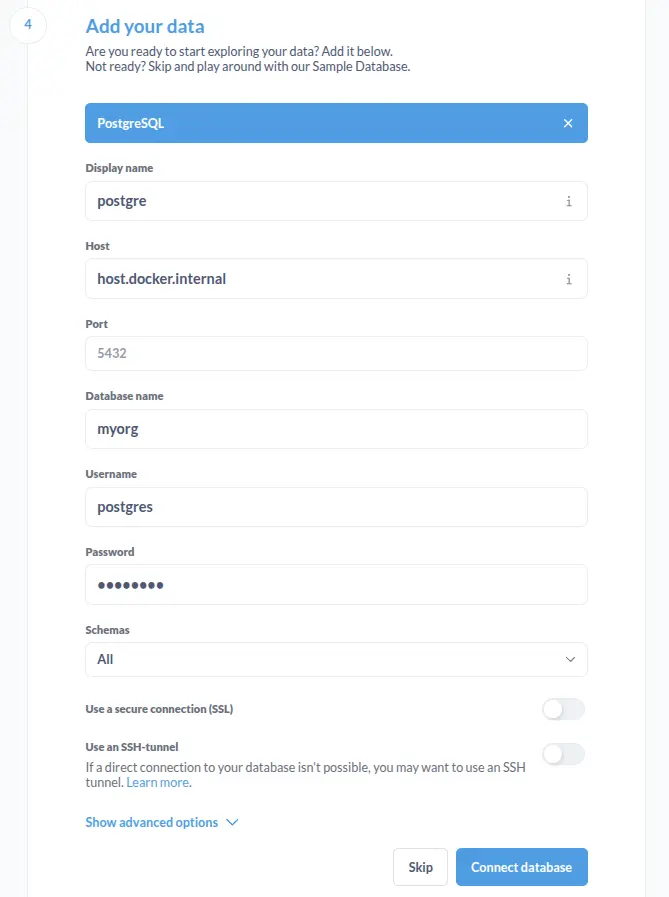 4
Add your data
Are you ready to start exploring your data? Add it below.
Not ready? Skip and play around with our Sample Database.
PostgreSQL
Display name
postgre
Host
host.docker.internal
Port
5432
Database name
myorg
Username
postgres
Password
●●●●●●●●
Schemas
All
Use a secure connection (SSL)
Use an SSH-tunnel
If a direct connection to your database isn't possible, you may want to use an SSH
tunnel. Learn more.
Show advanced options
Skip
Connect database